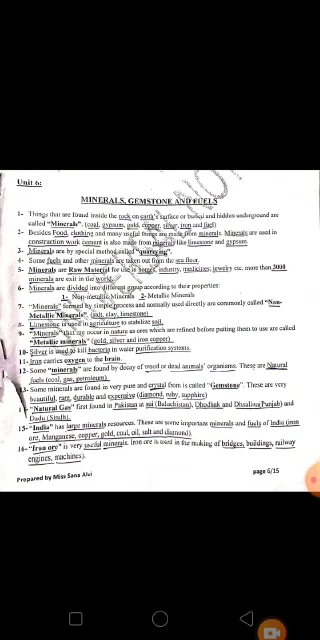 Unit 6:
MINERALS, GEMSTONE AND FUELS
1- Things that are found inside the rock on earth's surface or buried and hidden underground are
called "Minerals". (coal, gypsum, gold, copper, silver, iron and fuel)
2- Besides Food, clothing and many useful things are made from minerals. Minerals are used in
construction work cement is also made from minerals like limestone and gypsum.
3- Minerals are by special method called "quarrying".
4- Some fuels and other minerals are taken out from the sea floor.
5- Minerals are Raw Material for use in homes, industry, medicines, jewelry etc. more than 2000
minerals are exit in the world.
6- Minerals are divided into different group according to their properties:
1- Non-metallic Minerals 2- Metallic Minerals
7- "Minerals" formed by simple process and normally used directly are commonly called "Non-
Metallic Minerals" (salt, clay, limestone)
8- Limestone is used in agriculture to stabilize soil.
9- "Minerals" that are occur in nature as ores which are refined before putting them to use are called
"Metallic minerals" (gold, silver and iron copper)
10- Silver is used to kill bacteria in water purification systems.
11- Iron carries oxygen to the brain.
12- Some "minerals" are found by decay of wood or dead animals' organisms. These are Natural
fuels (coal, gas, petroleum)
13- Some minerals are found in very pure and crystal from is called "Gemstone". These are very
beautiful, rare, durable and expensive (diamond, ruby, sapphire)
"Natural Gas" first found in Pakistan at sui (Baluchistan), Dhodhak and (Punjab) and
Dadu (Sindh).
15- "India" has large minerals resources. These are some important minerals and fuels of India (iron
ore, Manganese, copper, gold, coal, oil, salt and diamond).
16- "Iron ore" is very useful minerals. Iron ore is used in the making of bridges, buildings, railway
engines, machines).
Prepared by Miss Sana Alvi
page 6/15